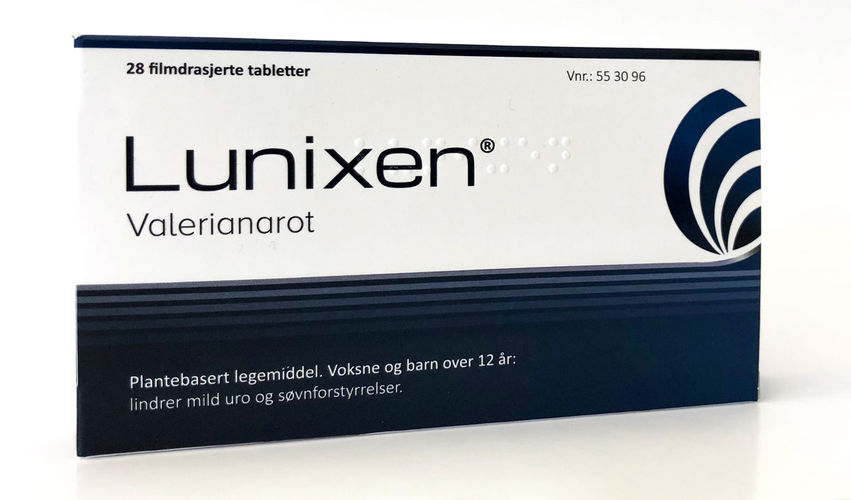 28 filmdrasjerte tabletter
Vnr.: 55 30 96
Lunixen®
Valerianarot
Plantebasert legemiddel. Voksne og barn over 12 år:
lindrer mild uro og søvnforstyrrelser.